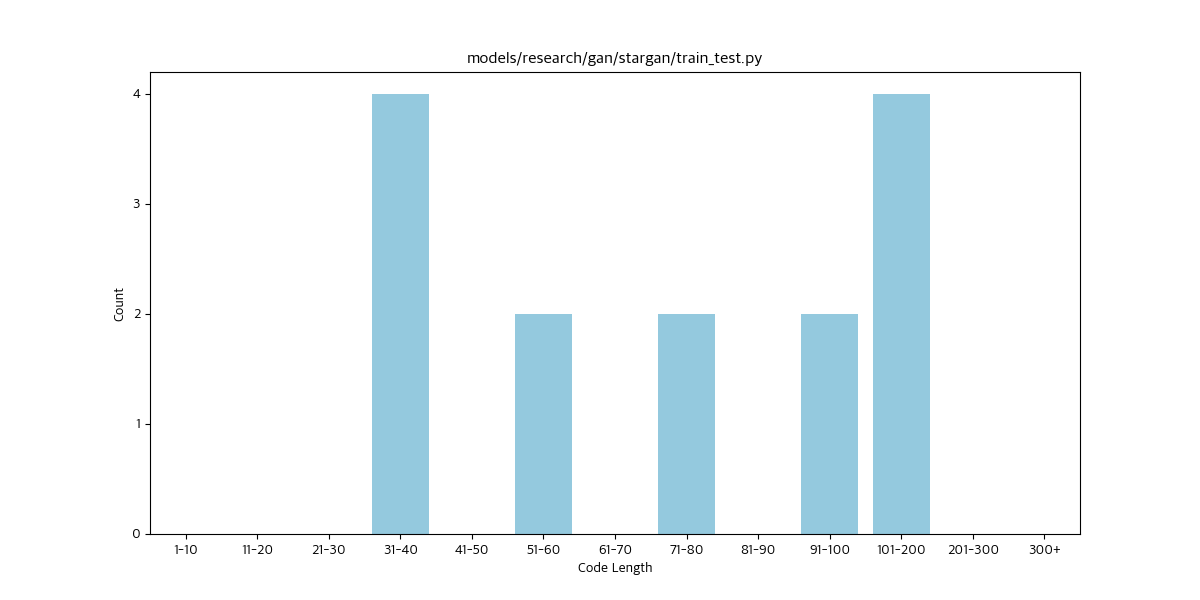 models/research/gan/stargan/train_test.py
4
3
2
1
0
Count
1-10 11-20 21-30 31-40 41-50 51-60 61-70 71-80 81-90 91-100 101-200 201-300 300+
Code Length